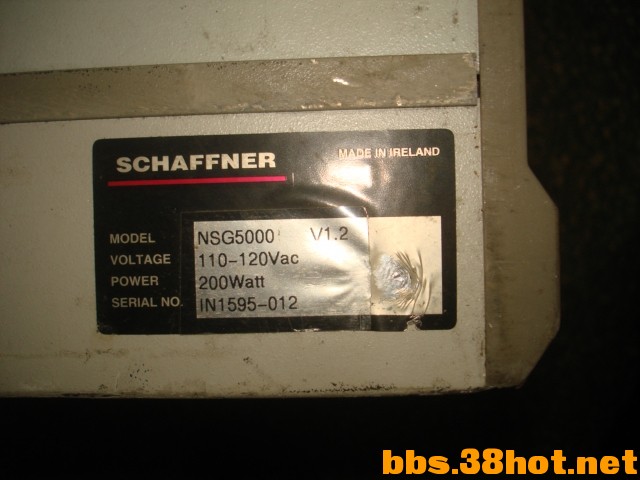 SCHAFFNER
MADE IN IRELAND
MODEL NSG5000 V1.2
VOLTAGE 110-120Vac
POWER 200Watt
SERIAL NO. IN1595-012
bbs.38hot.net